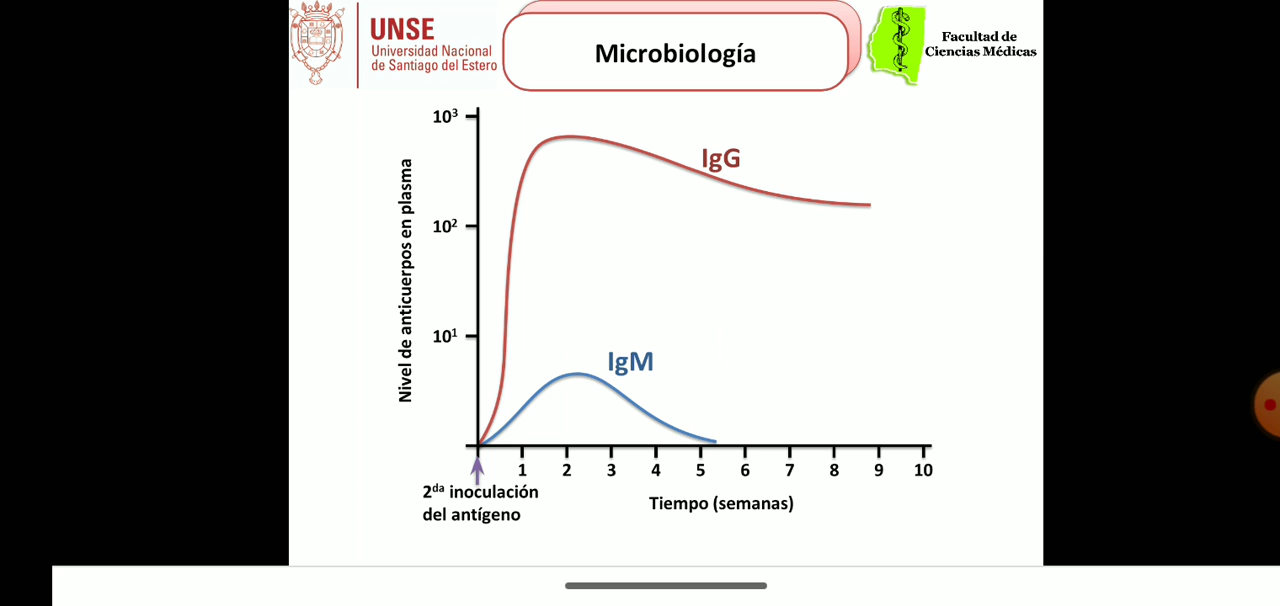 UNSE
Universidad Nacional
de Santiago del Estero
Microbiología
Facultad de
Ciencias Médicas
10³
10²
10¹
Nivel de anticuerpos en plasma
IgG
IgM
1 2 3 4 5 6 7 8 9 10
2ᵈᵃ inoculación
del antígeno
Tiempo (semanas)